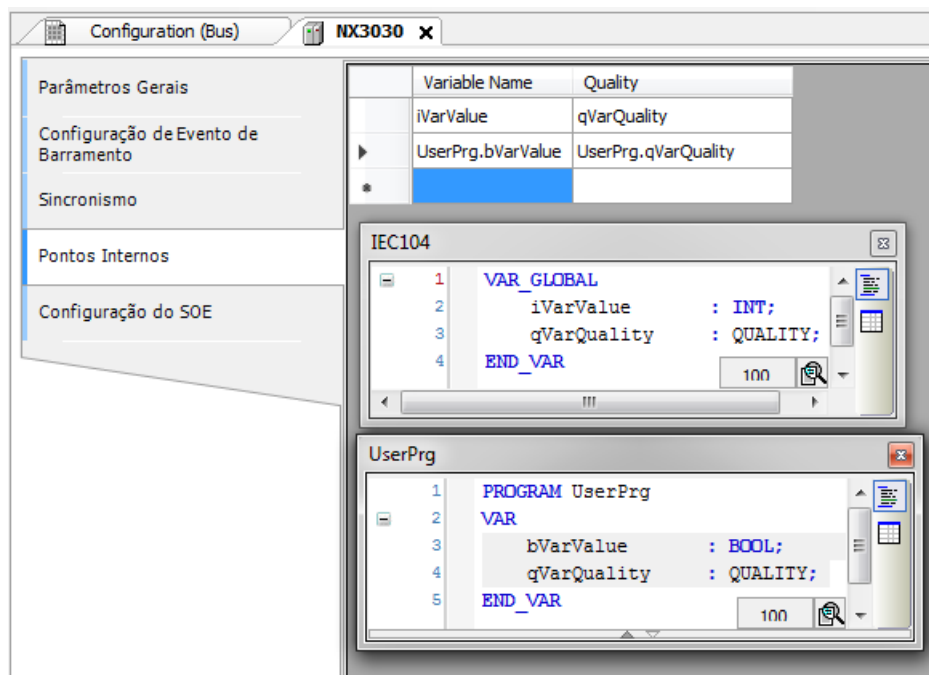 Configuration (Bus) NX3030
Parâmetros Gerais
Configuração de Evento de
Barramento
Sincronismo
Pontos Internos
Configuração do SOE
Variable Name Quality
iVarValue qVarQuality
UserPrg.bVarValue UserPrg.qVarQuality
IEC104
1 VAR_GLOBAL
2 iVarValue : INT;
3 qVarQuality : QUALITY;
4 END_VAR
100
UserPrg
1 PROGRAM UserPrg
2 VAR
3 bVarValue : BOOL;
4 qVarQuality : QUALITY;
5 END_VAR
100